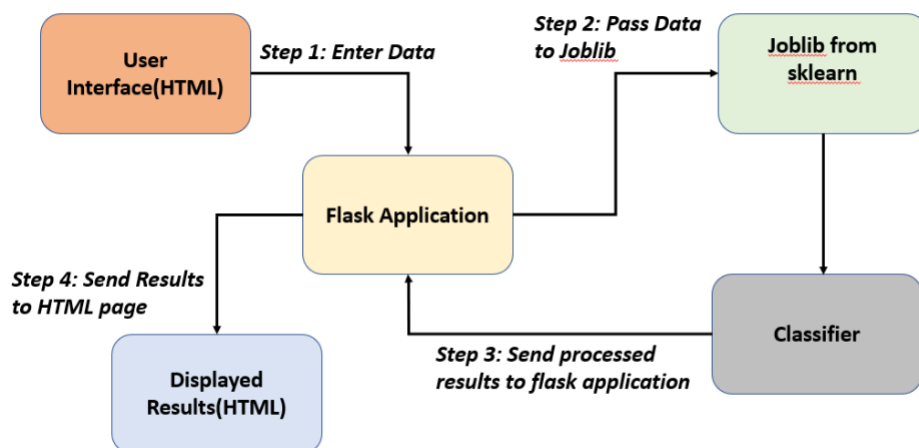 User
Interface(HTML)
Step 1: Enter Data
Step 2: Pass Data
to Joblib
Joblib from
sklearn
Flask Application
Step 4: Send Results
to HTML page
Classifier
Step 3: Send processed
results to flask application
Displayed
Results(HTML)